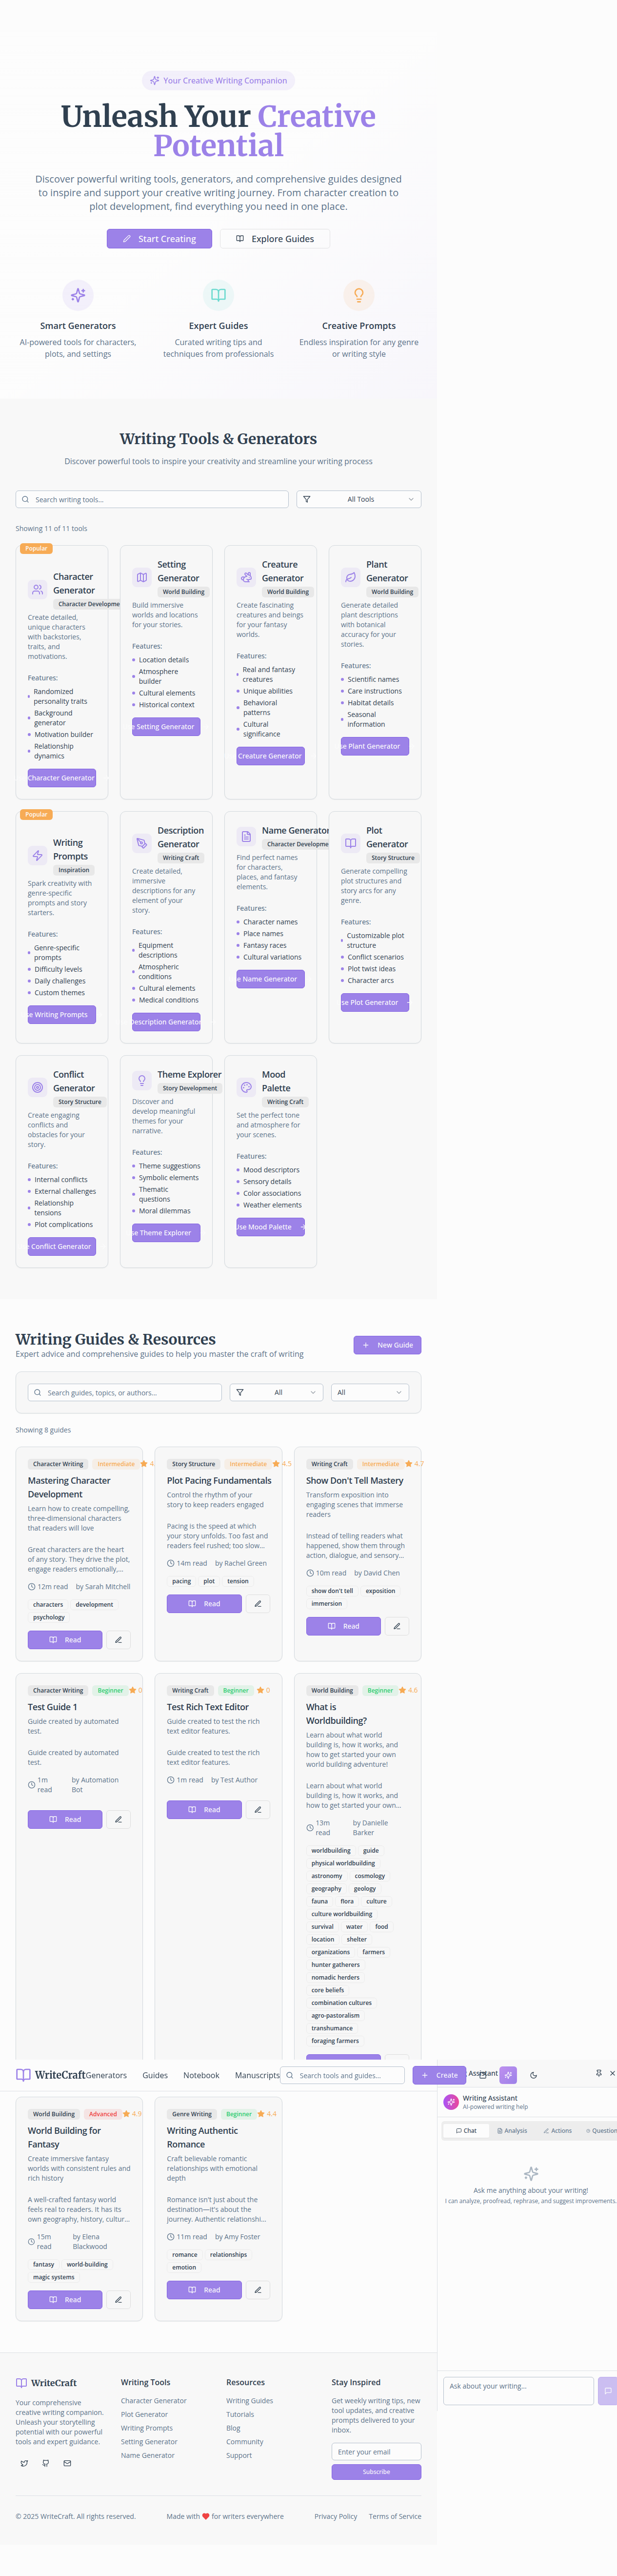 Your Creative Writing Companion
Unleash Your Creative
Potential
Discover powerful writing tools, generators, and comprehensive guides designed
to inspire and support your creative writing journey. From character creation to
plot development, find everything you need in one place.
Start Creating
Explore Guides
Smart Generators
AI-powered tools for characters,
plots, and settings
Expert Guides
Curated writing tips and
techniques from professionals
Creative Prompts
Endless inspiration for any genre
or writing style
Writing Tools & Generators
Discover powerful tools to inspire your creativity and streamline your writing process
Search writing tools...
All Tools
Showing 11 of 11 tools
Popular
Character
Generator
Character Developme
Create detailed,
unique characters
with backstories,
traits, and
motivations.
Features:
Randomized
personality traits
Background
generator
Motivation builder
Relationship
dynamics
Character Generator
Setting
Generator
World Building
Build immersive
worlds and locations
for your stories.
Features:
Location details
Atmosphere
builder
Cultural elements
Historical context
e Setting Generator
Creature
Generator
World Building
Create fascinating
creatures and beings
for your fantasy
worlds.
Features:
Real and fantasy
creatures
Unique abilities
Behavioral
patterns
Cultural
significance
Creature Generator
Plant
Generator
World Building
Generate detailed
plant descriptions
with botanical
accuracy for your
stories.
Features:
Scientific names
Care instructions
Habitat details
Seasonal
information
se Plant Generator
Popular
Writing
Prompts
Inspiration
Spark creativity with
genre-specific
prompts and story
starters.
Features:
Genre-specific
prompts
Difficulty levels
Daily challenges
Custom themes
se Writing Prompts
Description
Generator
Writing Craft
Create detailed,
immersive
descriptions for any
element of your
story.
Features:
Equipment
descriptions
Atmospheric
conditions
Cultural elements
Medical conditions
Description Generator
Name Generator
Character Developme
Find perfect names
for characters,
places, and fantasy
elements.
Features:
Character names
Place names
Fantasy races
Cultural variations
e Name Generator
Plot
Generator
Story Structure
Generate compelling
plot structures and
story arcs for any
genre.
Features:
Customizable plot
structure
Conflict scenarios
Plot twist ideas
Character arcs
se Plot Generator
Conflict
Generator
Story Structure
Create engaging
conflicts and
obstacles for your
story.
Features:
Internal conflicts
External challenges
Relationship
tensions
Plot complications
e Conflict Generator
Theme Explorer
Story Development
Discover and
develop meaningful
themes for your
narrative.
Features:
Theme suggestions
Symbolic elements
Thematic
questions
Moral dilemmas
se Theme Explorer
Mood
Palette
Writing Craft
Set the perfect tone
and atmosphere for
your scenes.
Features:
Mood descriptors
Sensory details
Color associations
Weather elements
Use Mood Palette
Writing Guides & Resources
Expert advice and comprehensive guides to help you master the craft of writing
New Guide
Search guides, topics, or authors...
All
All
Showing 8 guides
Character Writing
Intermediate
4.
Mastering Character
Development
Learn how to create compelling,
three-dimensional characters
that readers will love
Great characters are the heart
of any story. They drive the plot,
engage readers emotionally,...
12m read
by Sarah Mitchell
characters
development
psychology
Read
Story Structure
Intermediate
4.5
Plot Pacing Fundamentals
Control the rhythm of your
story to keep readers engaged
Pacing is the speed at which
your story unfolds. Too fast and
readers feel rushed; too slow...
14m read
by Rachel Green
pacing
plot
tension
Read
Writing Craft
Intermediate
4.7
Show Don't Tell Mastery
Transform exposition into
engaging scenes that immerse
readers
Instead of telling readers what
happened, show them through
action, dialogue, and sensory...
10m read
by David Chen
show don't tell
exposition
immersion
Read
Character Writing
Beginner
0
Test Guide 1
Guide created by automated
test.
Guide created by automated
test.
1m
read
by Automation
Bot
Read
Writing Craft
Beginner
0
Test Rich Text Editor
Guide created to test the rich
text editor features.
Guide created to test the rich
text editor features.
1m read
by Test Author
Read
World Building
Beginner
4.6
What is
Worldbuilding?
Learn about what world
building is, how it works, and
how to get started your own
world building adventure!
Learn about what world
building is, how it works, and
how to get started your own...
13m
read
by Danielle
Barker
worldbuilding
guide
physical worldbuilding
astronomy
cosmology
geography
geology
fauna
flora
culture
culture worldbuilding
survival
water
food
location
shelter
organizations
farmers
hunter gatherers
nomadic herders
core beliefs
combination cultures
agro-pastoralism
transhumance
foraging farmers
WriteCraft
Generators
Guides
Notebook
Manuscripts
Search tools and guides...
Create
Assistant
Writing Assistant
AI-powered writing help
Chat
Analysis
Actions
Question
Ask me anything about your writing!
I can analyze, proofread, rephrase, and suggest improvements.
Ask about your writing...
World Building
Advanced
4.9
World Building for
Fantasy
Create immersive fantasy
worlds with consistent rules and
rich history
A well-crafted fantasy world
feels real to readers. It has its
own geography, history, cultur...
15m
read
by Elena
Blackwood
fantasy
world-building
magic systems
Read
Genre Writing
Beginner
4.4
Writing Authentic
Romance
Craft believable romantic
relationships with emotional
depth
Romance isn't just about the
destination—it's about the
journey. Authentic relationshi...
11m read
by Amy Foster
romance
relationships
emotion
Read
WriteCraft
Your comprehensive
creative writing companion.
Unleash your storytelling
potential with our powerful
tools and expert guidance.
Writing Tools
Character Generator
Plot Generator
Writing Prompts
Setting Generator
Name Generator
Resources
Writing Guides
Tutorials
Blog
Community
Support
Stay Inspired
Get weekly writing tips, new
tool updates, and creative
prompts delivered to your
inbox.
Enter your email
Subscribe
© 2025 WriteCraft. All rights reserved.
Made with ❤️ for writers everywhere
Privacy Policy
Terms of Service